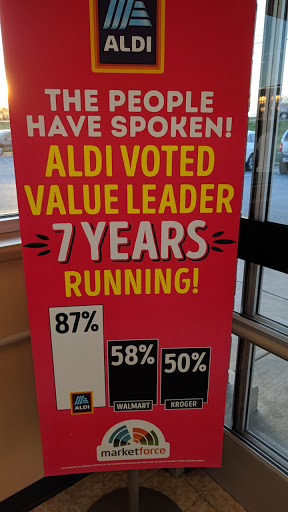 ALDI
THE PEOPLE
HAVE SPOKEN!
ALDI VOTED
VALUE LEADER
7 YEARS
RUNNING!
87%
58%
50%
ALDI
WALMART
KROGER
marketforce